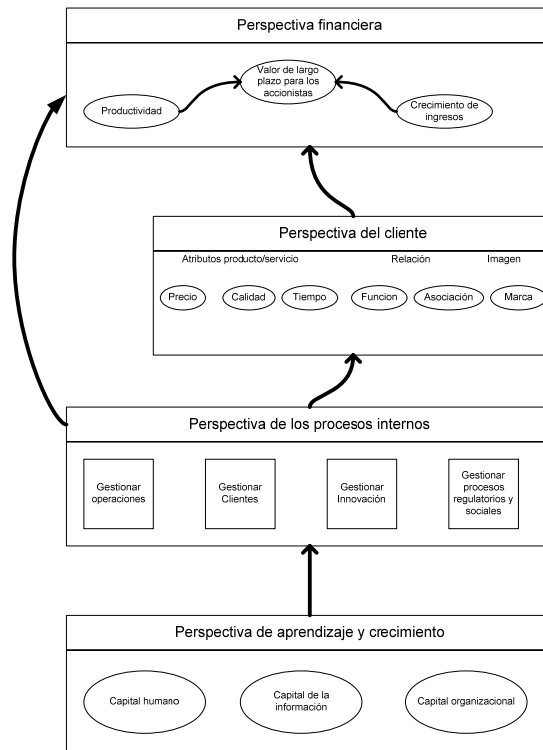 Perspectiva financiera
Valor de largo
plazo para los
accionistas
Productividad
Crecimiento de
ingresos
Perspectiva del cliente
Atributos producto/servicio
Relación
Imagen
Precio
Calidad
Tiempo
Funcion
Asociación
Marca
Perspectiva de los procesos internos
Gestionar
operaciones
Gestionar
Clientes
Gestionar
Innovación
Gestionar
procesos
regulatorios y
sociales
Perspectiva de aprendizaje y crecimiento
Capital humano
Capital de la
información
Capital organizacional